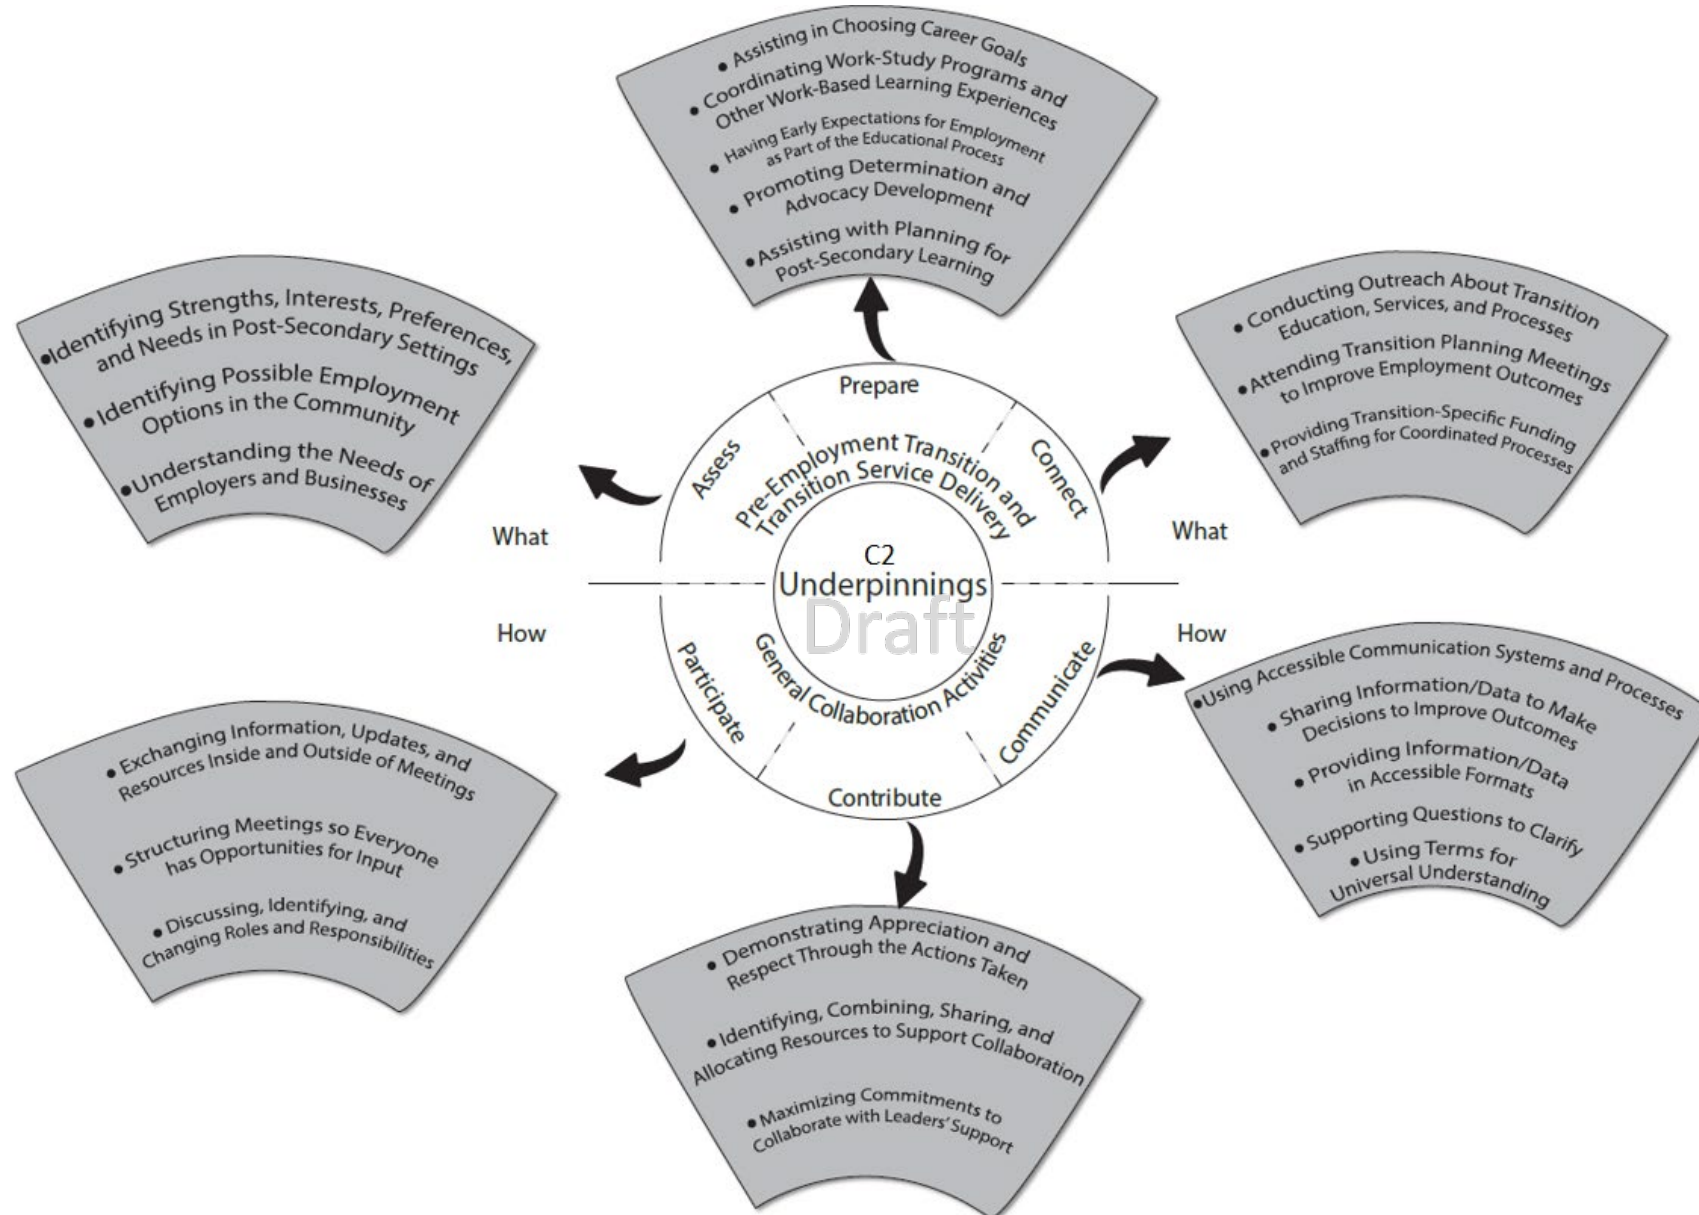 • Assisting in Choosing Career Goals
• Coordinating Work-Study Programs and
Other Work-Based Learning Experiences
• Having Early Expectations for Employment
as Part of the Educational Process
• Promoting Determination and
Advocacy Development
• Assisting with Planning for
Post-Secondary Learning
• Identifying Strengths, Interests, Preferences,
and Needs in Post-Secondary Settings
• Identifying Possible Employment
Options in the Community
• Understanding the Needs of
Employers and Businesses
• Conducting Outreach About Transition
Education, Services, and Processes
• Attending Transition Planning Meetings
to Improve Employment Outcomes
• Providing Transition-Specific Funding
and Staffing for Coordinated Processes
Assess
Prepare
Connect
Pre-Employment Transition and
Transition Service Delivery
What
What
C2
Underpinnings
Draft
How
How
General Collaboration Activities
Participate
Contribute
Communicate
• Exchanging Information, Updates, and
Resources Inside and Outside of Meetings
• Structuring Meetings so Everyone
has Opportunities for Input
• Discussing, Identifying, and
Changing Roles and Responsibilities
• Demonstrating Appreciation and
Respect Through the Actions Taken
• Identifying, Combining, Sharing, and
Allocating Resources to Support Collaboration
• Maximizing Commitments to
Collaborate with Leaders' Support
• Using Accessible Communication Systems and Processes
• Sharing Information/Data to Make
Decisions to Improve Outcomes
• Providing Information/Data
in Accessible Formats
• Supporting Questions to Clarify
• Using Terms for
Universal Understanding